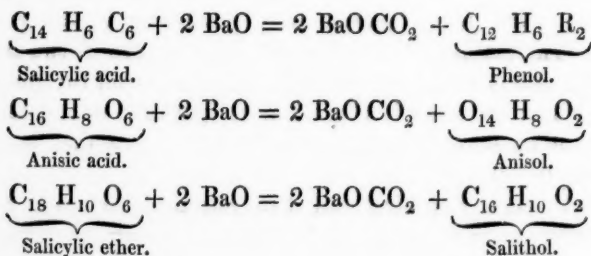 C₁₄ H₆ C₆ + 2 BaO = 2 BaO CO₂ + C₁₂ H₆ R₂
Salicylic acid. Phenol.
C₁₆ H₈ O₆ + 2 BaO = 2 BaO CO₂ + O₁₄ H₈ O₂
Anisic acid. Anisol.
C₁₈ H₁₀ O₆ + 2 BaO = 2 BaO CO₂ + C₁₆ H₁₀ O₂
Salicylic ether. Salithol.